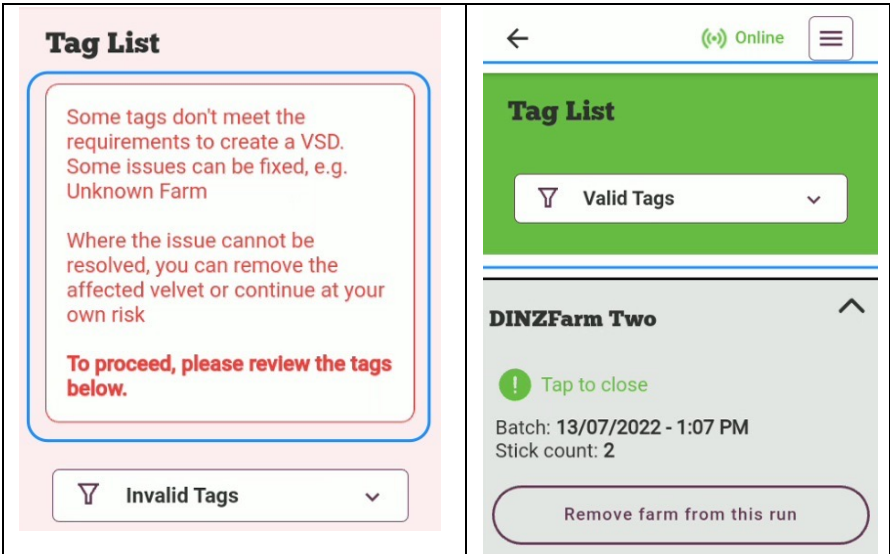 Tag List
Some tags don't meet the
requirements to create a VSD.
Some issues can be fixed, e.g.
Unknown Farm
Where the issue cannot be
resolved, you can remove the
affected velvet or continue at your
own risk
To proceed, please review the tags
below.
Invalid Tags
Online
Tag List
Valid Tags
DINZFarm Two
! Tap to close
Batch: 13/07/2022 - 1:07 PM
Stick count: 2
Remove farm from this run